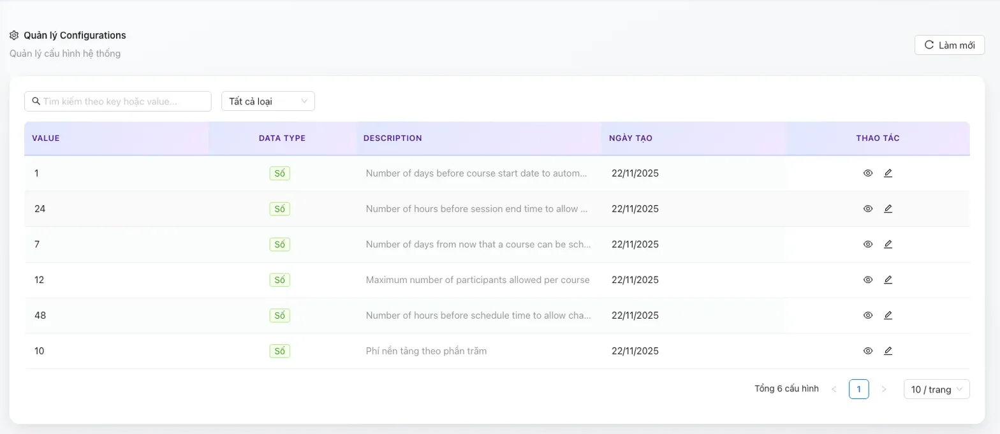 Quản lý Configurations
Quản lý cấu hình hệ thống
Làm mới
Tìm kiếm theo key hoặc value...
Tất cả loại
VALUE DATA TYPE DESCRIPTION NGÀY TẠO THAO TÁC
1 Số Number of days before course start date to autom... 22/11/2025
24 Số Number of hours before session end time to allow ... 22/11/2025
7 Số Number of days from now that a course can be sch... 22/11/2025
12 Số Maximum number of participants allowed per course 22/11/2025
48 Số Number of hours before schedule time to allow cha... 22/11/2025
10 Số Phí nền tảng theo phần trăm 22/11/2025
Tổng 6 cấu hình < 1 > 10 / trang